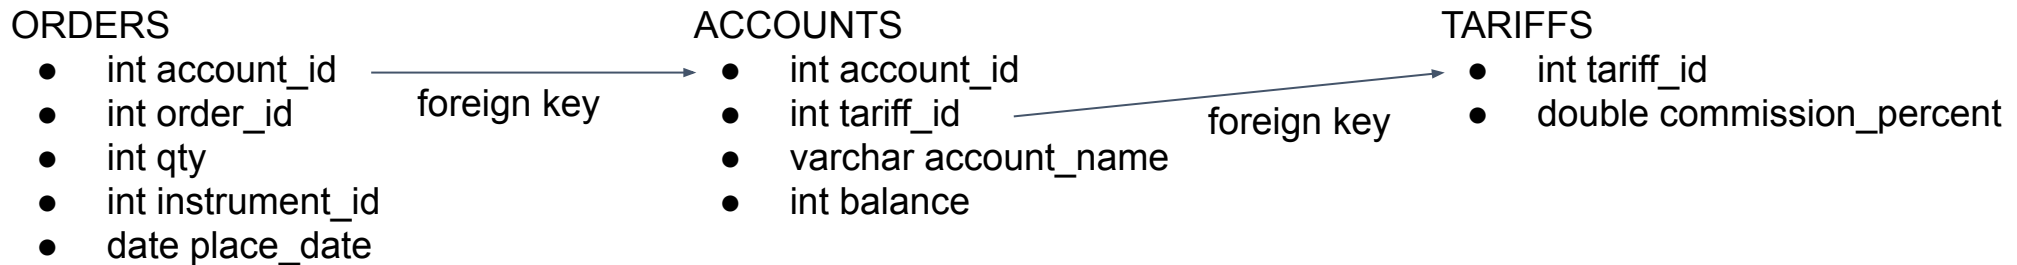 ORDERS
● int account_id
● int order_id
● int qty
● int instrument_id
● date place_date
foreign key
ACCOUNTS
● int account_id
● int tariff_id
● varchar account_name
● int balance
foreign key
TARIFFS
● int tariff_id
● double commission_percent